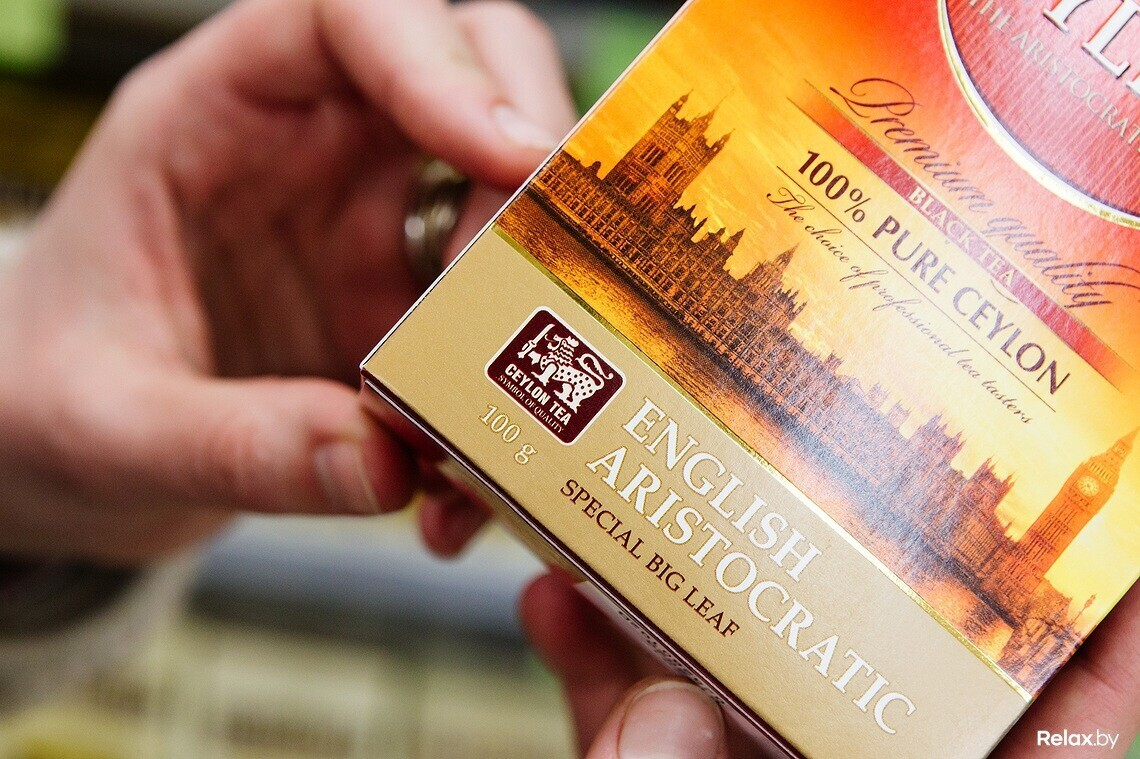 THE ARISTOCRAT
Premium quality
BLACK TEA
100% PURE CEYLON
The choice of professional tea tasters
CEYLON TEA
SYMBOL OF QUALITY
100 g
ENGLISH
ARISTOCRATIC
SPECIAL BIG LEAF
Relax.by